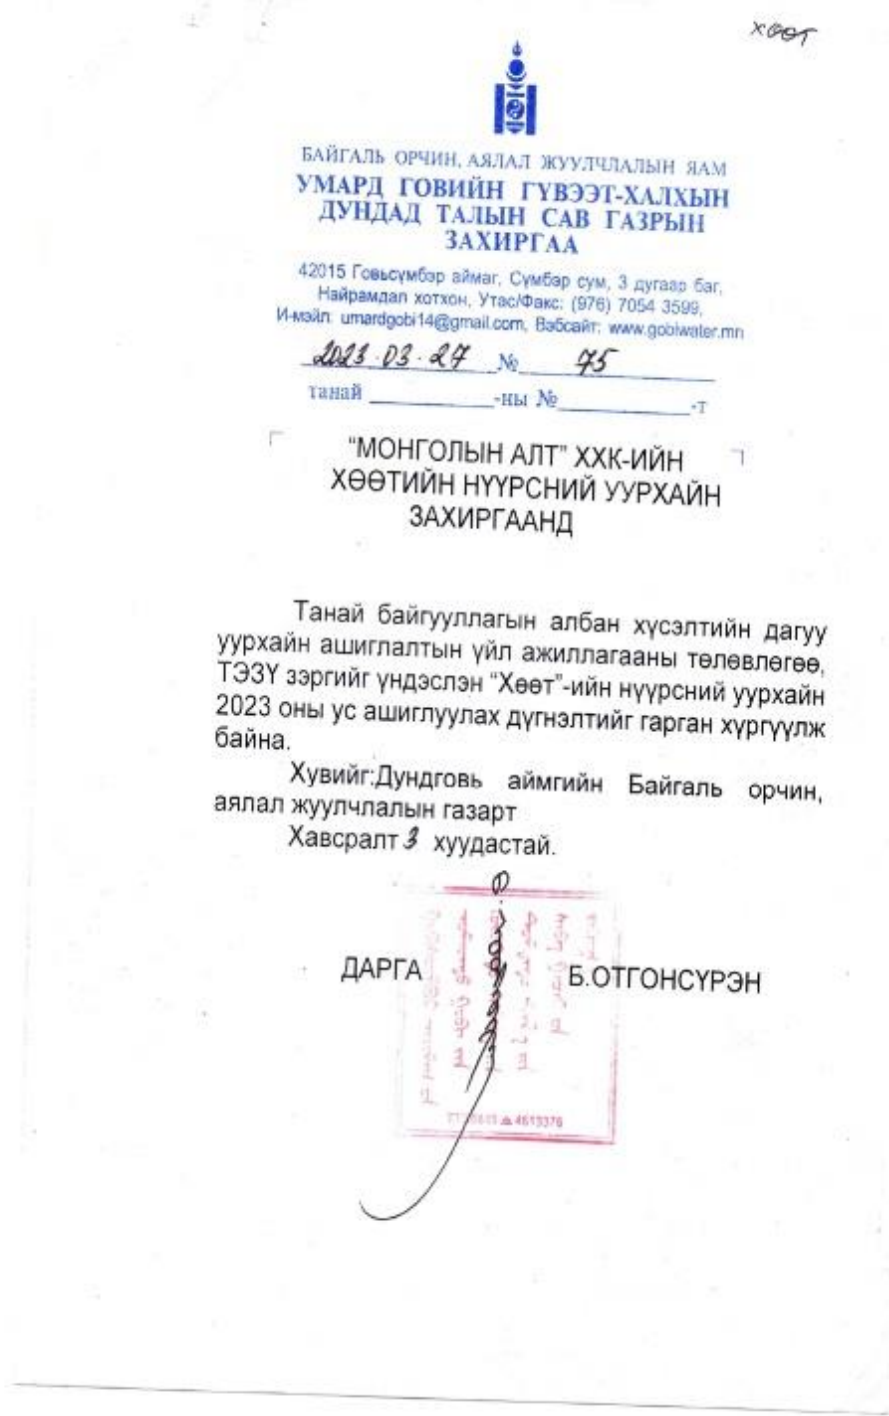 хөөт
БАЙГАЛЬ ОРЧИН, АЯЛАЛ ЖУУЛЧЛАЛЫН ЯАМ
УМАРД ГОВИЙН ГҮВЭЭТ-ХАЛХЫН
ДУНДАД ТАЛЫН САВ ГАЗРЫН
ЗАХИРГАА
42015 Говьсүмбэр аймаг, Сүмбэр сум, 3 дугаар баг,
Найрамдал хотхон, Утас/Факс: (976) 7054 3599,
И-мэйл: umardgobi14@gmail.com, Вэбсайт: www.gobiwater.mn
2023.03.27 № 75
танай ____________-ны №____________-т
“МОНГОЛЫН АЛТ” ХХК-ИЙН
ХӨӨТИЙН НҮҮРСНИЙ УУРХАЙН
ЗАХИРГААНД
Танай байгууллагын албан хүсэлтийн дагуу
уурхайн ашиглалтын үйл ажиллагааны төлөвлөгөө,
ТЭЗҮ зэргийг үндэслэн “Хөөт”-ийн нүүрсний уурхайн
2023 оны ус ашиглуулах дүгнэлтийг гарган хүргүүлж
байна.
Хувийг:Дундговь аймгийн Байгаль орчин,
аялал жуулчлалын газарт
Хавсралт 3 хуудастай.
ДАРГА Б.ОТГОНСҮРЭН